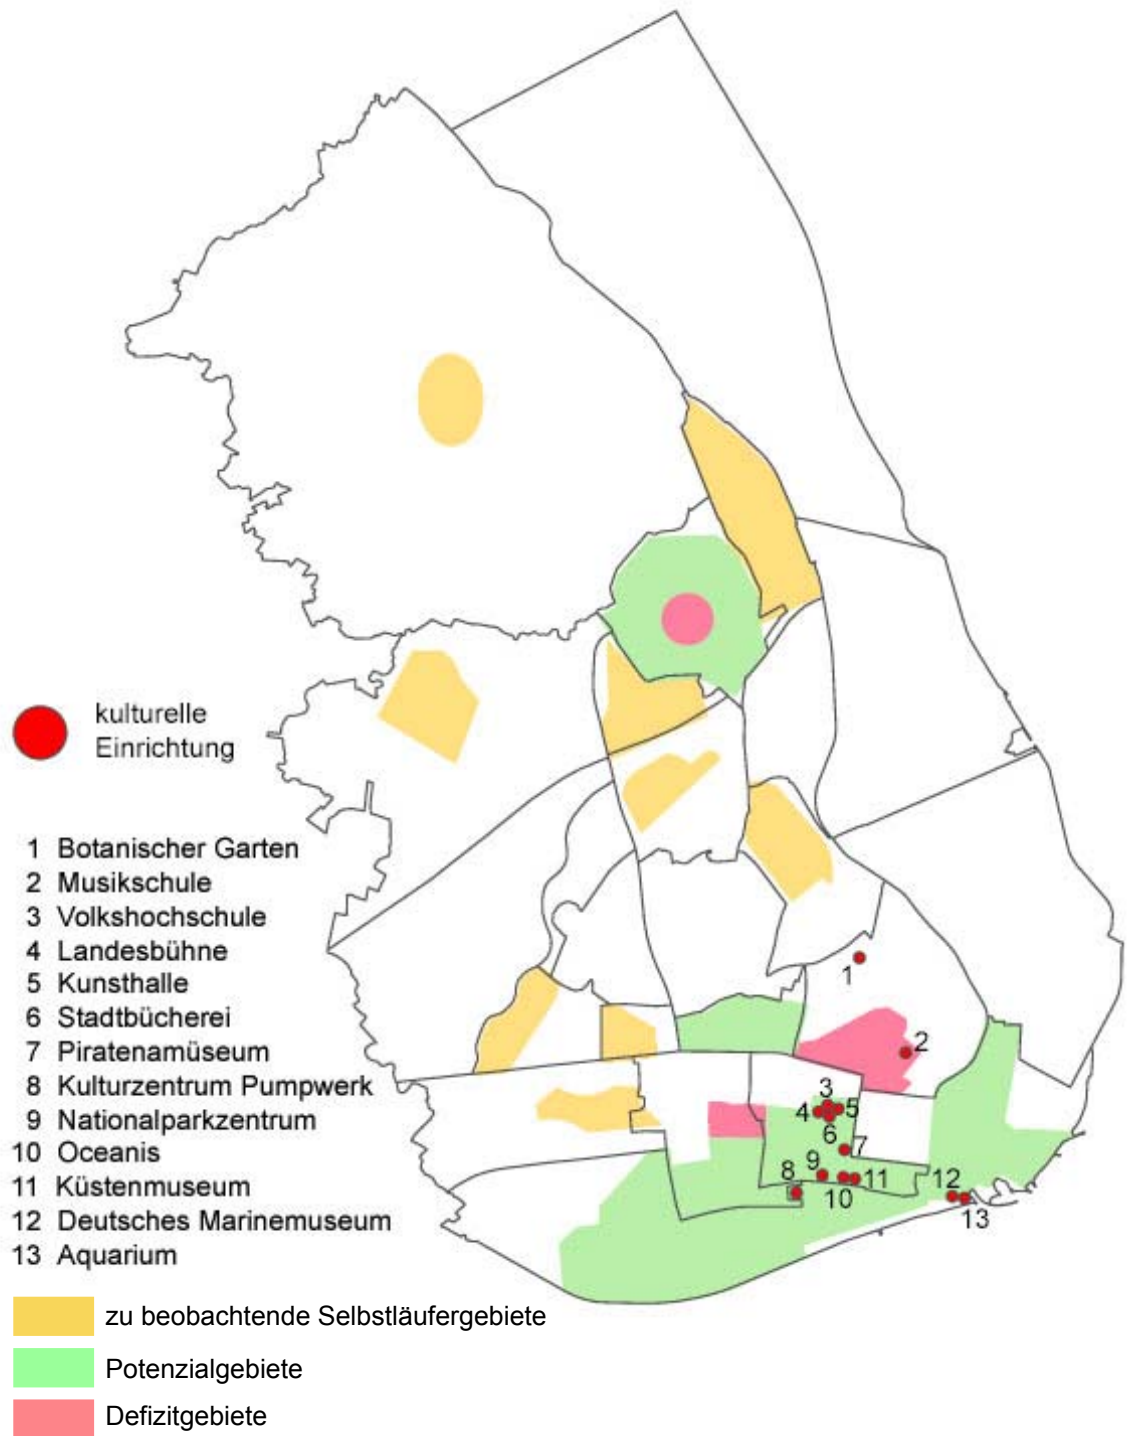 kulturelle
Einrichtung
1 Botanischer Garten
2 Musikschule
3 Volkshochschule
4 Landesbühne
5 Kunsthalle
6 Stadtbücherei
7 Piratenamüseum
8 Kulturzentrum Pumpwerk
9 Nationalparkzentrum
10 Oceanis
11 Küstenmuseum
12 Deutsches Marinemuseum
13 Aquarium
1
2
3
4
5
6
7
8
9
10
11
12
13
zu beobachtende Selbstläufergebiete
Potenzialgebiete
Defizitgebiete